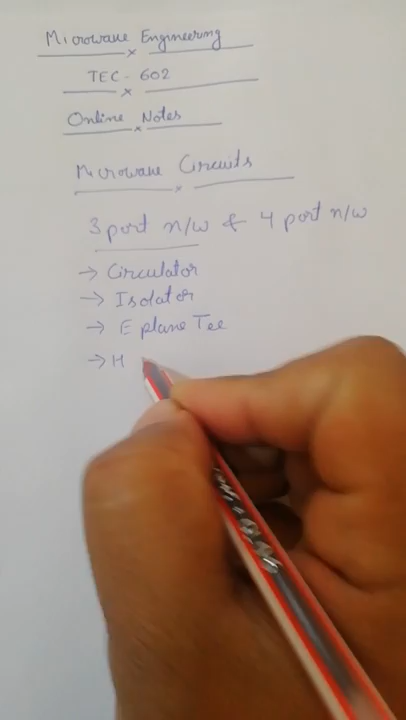 Microwave Engineering
TEC - 602
Online Notes
Microwave Circuits
3 port n/w & 4 port n/w
→ Circulator
→ Isolator
→ E plane Tee
→ H